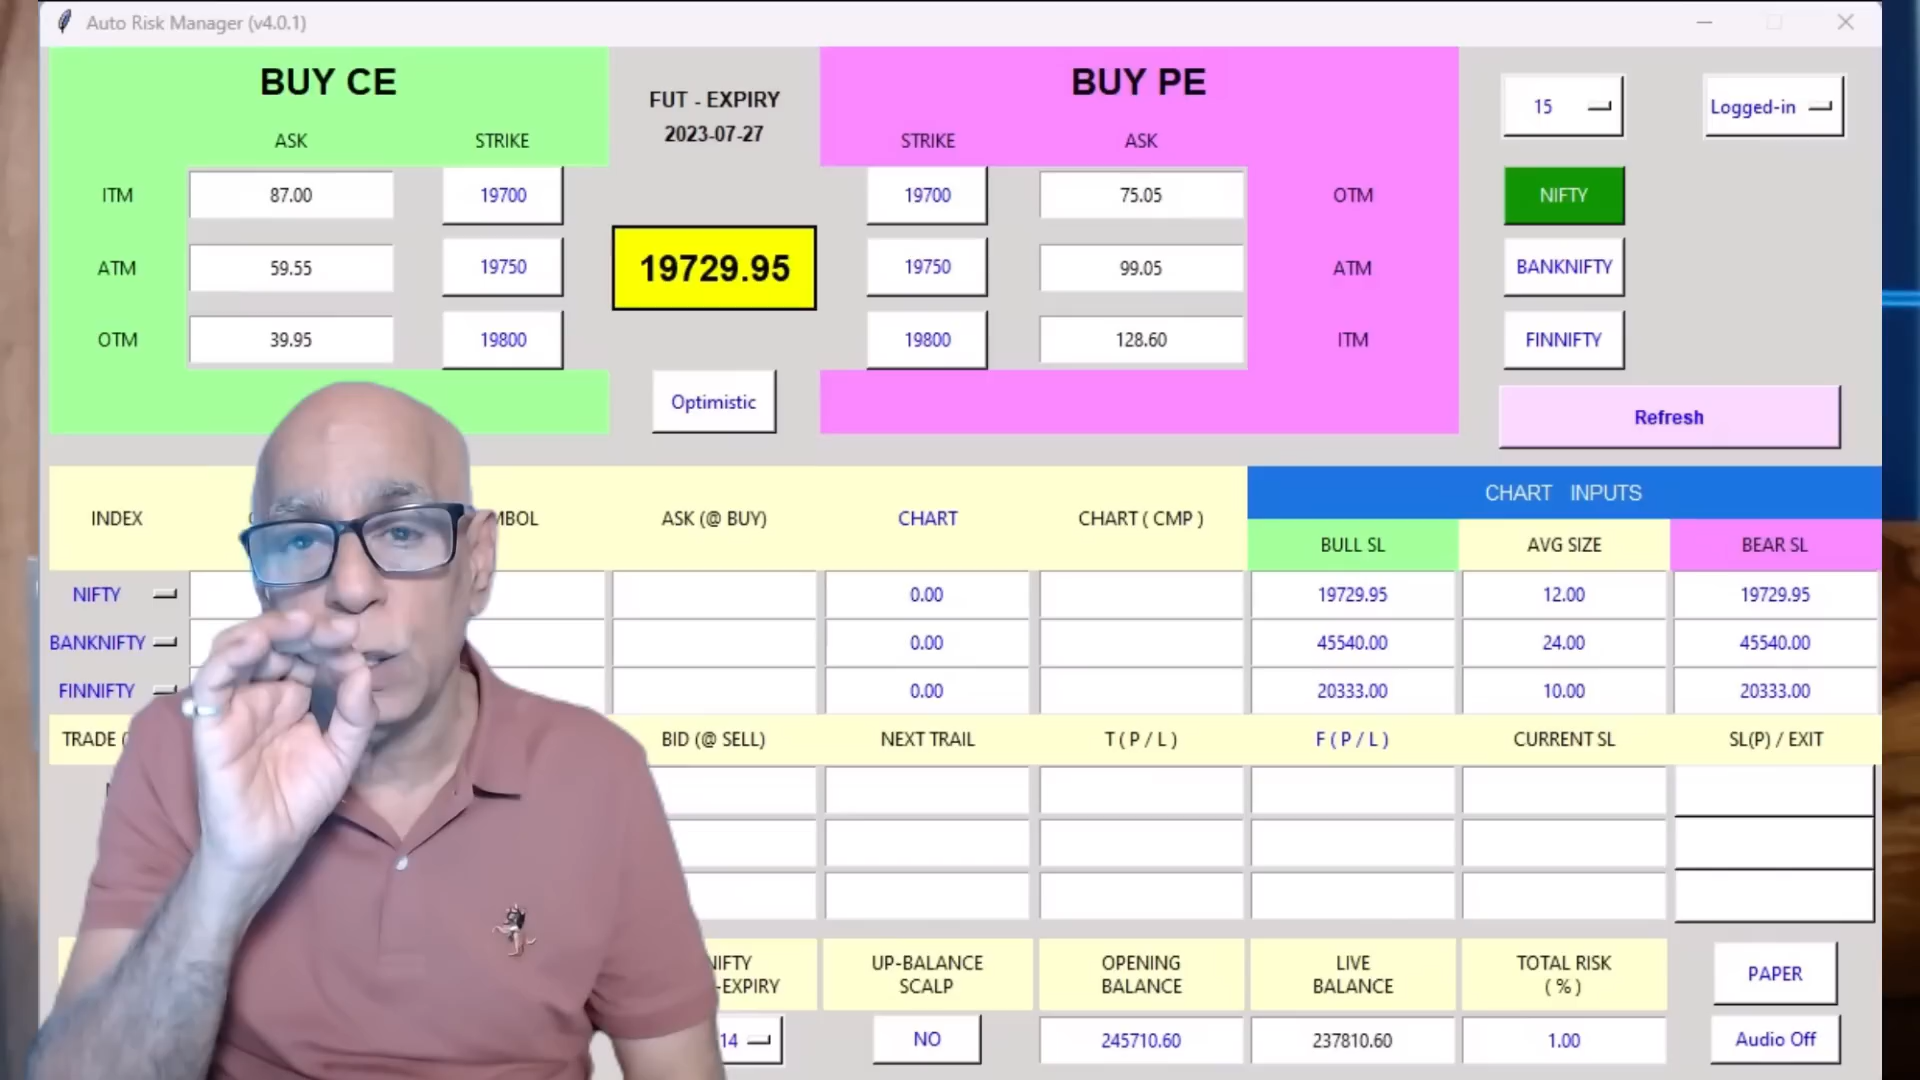 Auto Risk Manager (v4.0.1)
BUY CE
FUT - EXPIRY
2023-07-27
BUY PE
15
Logged-in
ASK
STRIKE
STRIKE
ASK
ITM
87.00
19700
19700
75.05
OTM
NIFTY
ATM
59.55
19750
19729.95
19750
99.05
ATM
BANKNIFTY
OTM
39.95
19800
19800
128.60
ITM
FINNIFTY
Optimistic
Refresh
CHART INPUTS
INDEX
ASK (@ BUY)
CHART
CHART ( CMP )
BULL SL
AVG SIZE
BEAR SL
NIFTY
0.00
19729.95
12.00
19729.95
BANKNIFTY
0.00
45540.00
24.00
45540.00
FINNIFTY
0.00
20333.00
10.00
20333.00
TRADE
BID (@ SELL)
NEXT TRAIL
T ( P / L )
F ( P / L )
CURRENT SL
SL(P) / EXIT
-EXPIRY
UP-BALANCE
SCALP
OPENING
BALANCE
LIVE
BALANCE
TOTAL RISK
( % )
PAPER
14
NO
245710.60
237810.60
1.00
Audio Off